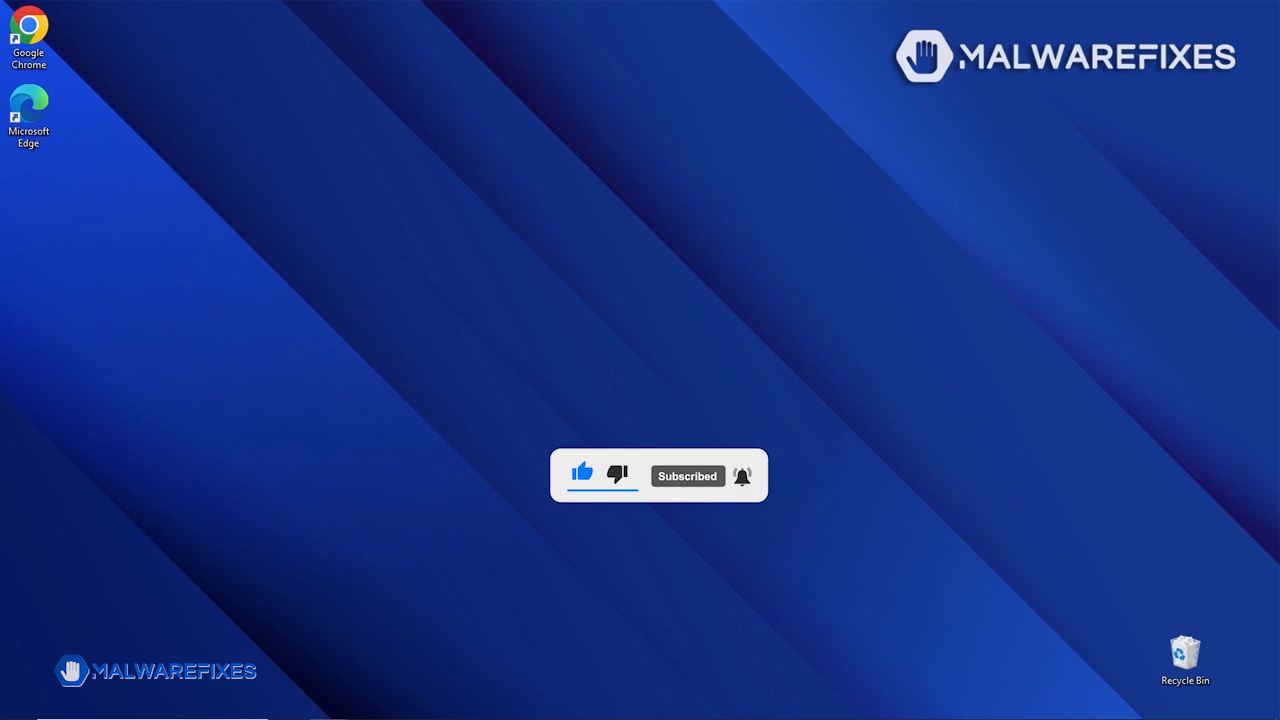 Google
Chrome
Microsoft
Edge
MALWAREFIXES
Subscribed
MALWAREFIXES
Recycle Bin